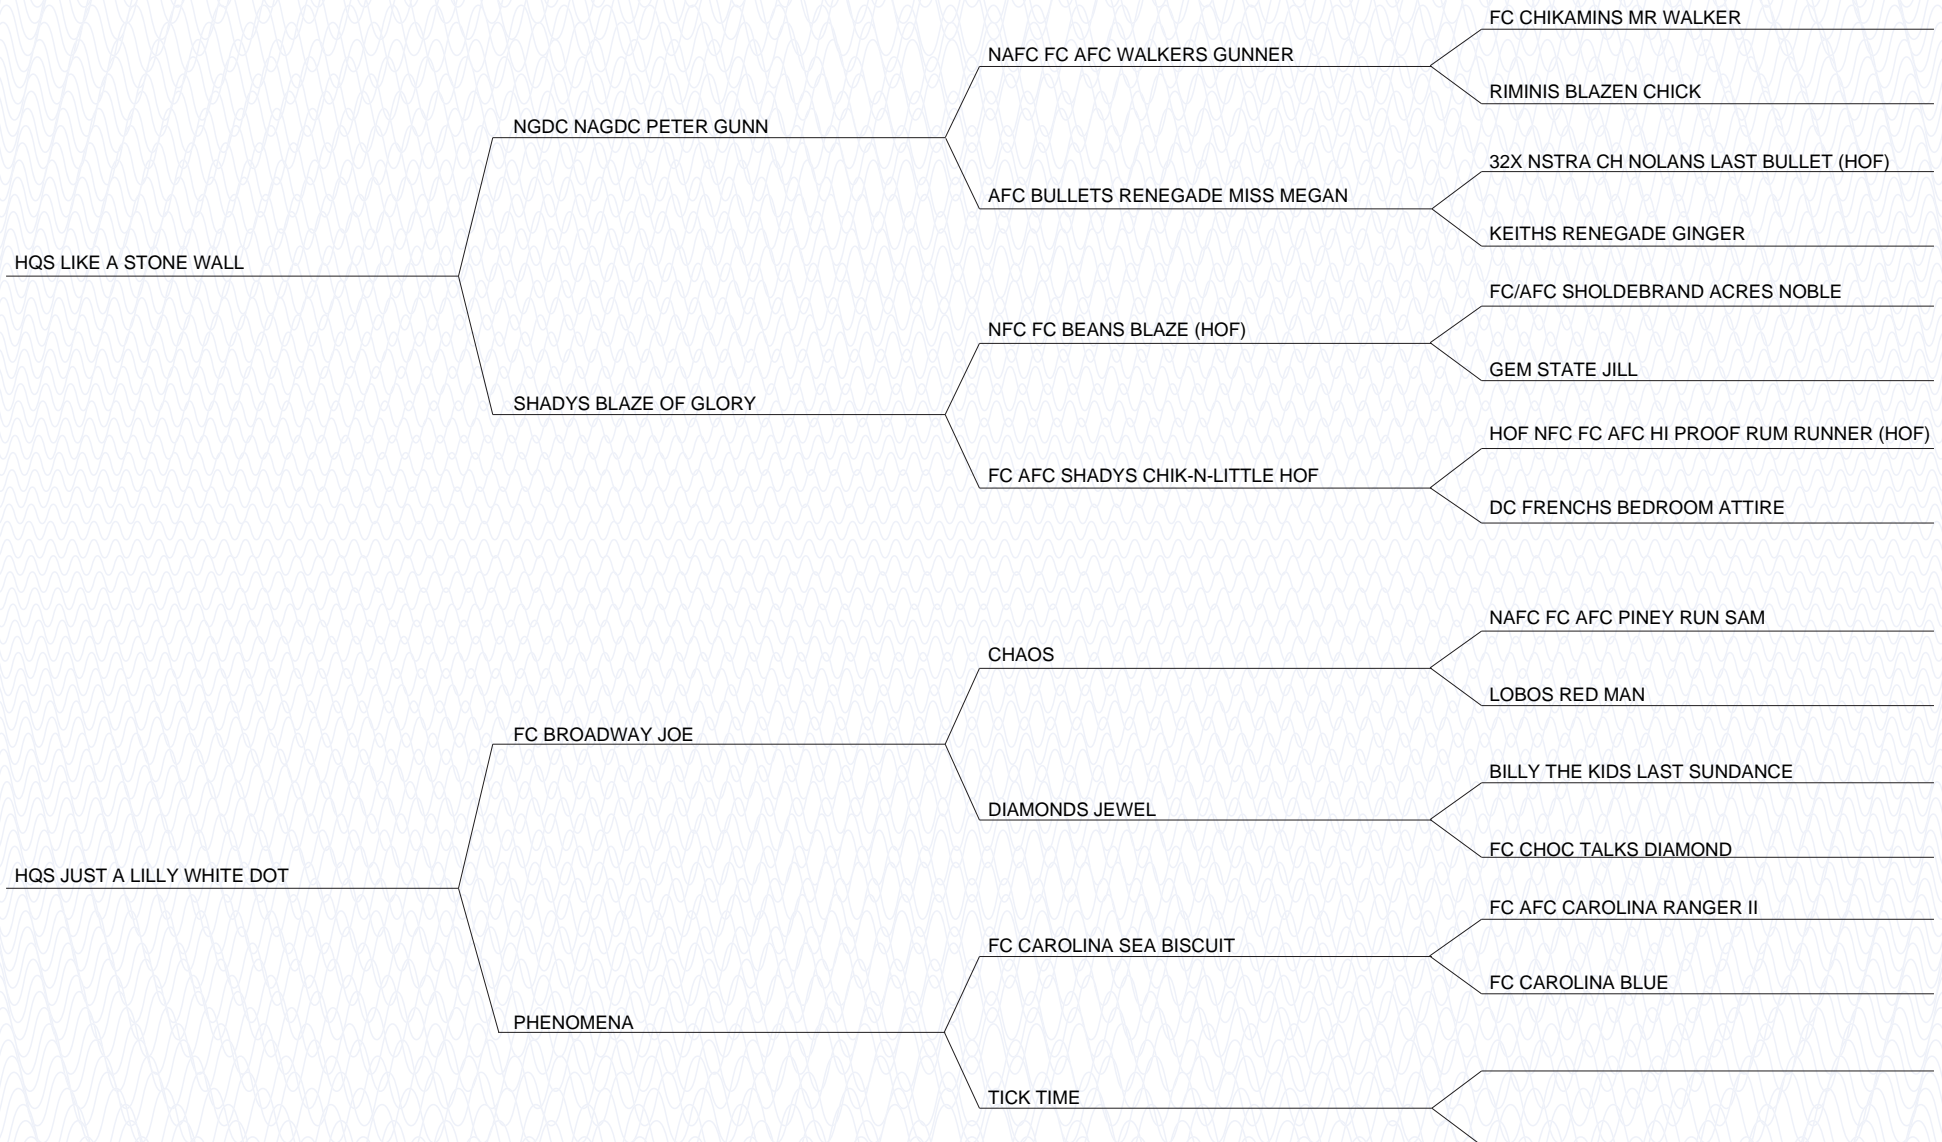 FC CHIKAMINS MR WALKER
NAFC FC AFC WALKERS GUNNER
RIMINIS BLAZEN CHICK
NGDC NAGDC PETER GUNN
32X NSTRA CH NOLANS LAST BULLET (HOF)
AFC BULLETS RENEGADE MISS MEGAN
KEITHS RENEGADE GINGER
HQS LIKE A STONE WALL
FC/AFC SHOLDEBRAND ACRES NOBLE
NFC FC BEANS BLAZE (HOF)
GEM STATE JILL
SHADYS BLAZE OF GLORY
HOF NFC FC AFC HI PROOF RUM RUNNER (HOF)
FC AFC SHADYS CHIK-N-LITTLE HOF
DC FRENCHS BEDROOM ATTIRE
NAFC FC AFC PINEY RUN SAM
CHAOS
LOBOS RED MAN
FC BROADWAY JOE
BILLY THE KIDS LAST SUNDANCE
DIAMONDS JEWEL
FC CHOC TALKS DIAMOND
HQS JUST A LILLY WHITE DOT
FC AFC CAROLINA RANGER II
FC CAROLINA SEA BISCUIT
FC CAROLINA BLUE
PHENOMENA
TICK TIME